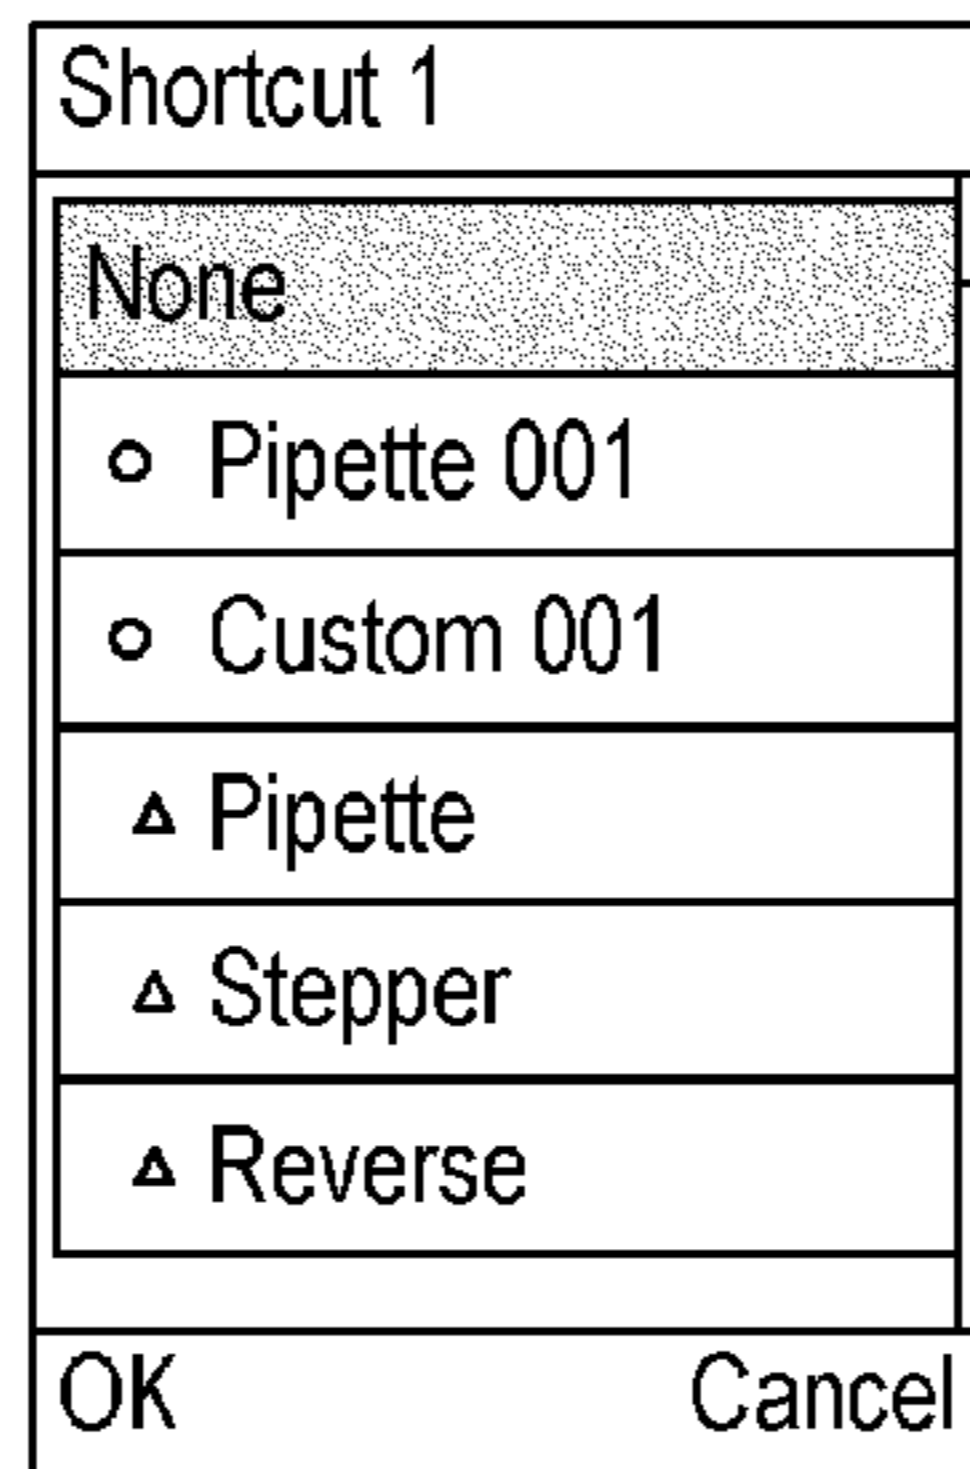 Shortcut 1
None
Pipette 001
Custom 001
Pipette
Stepper
Reverse
OK Cancel